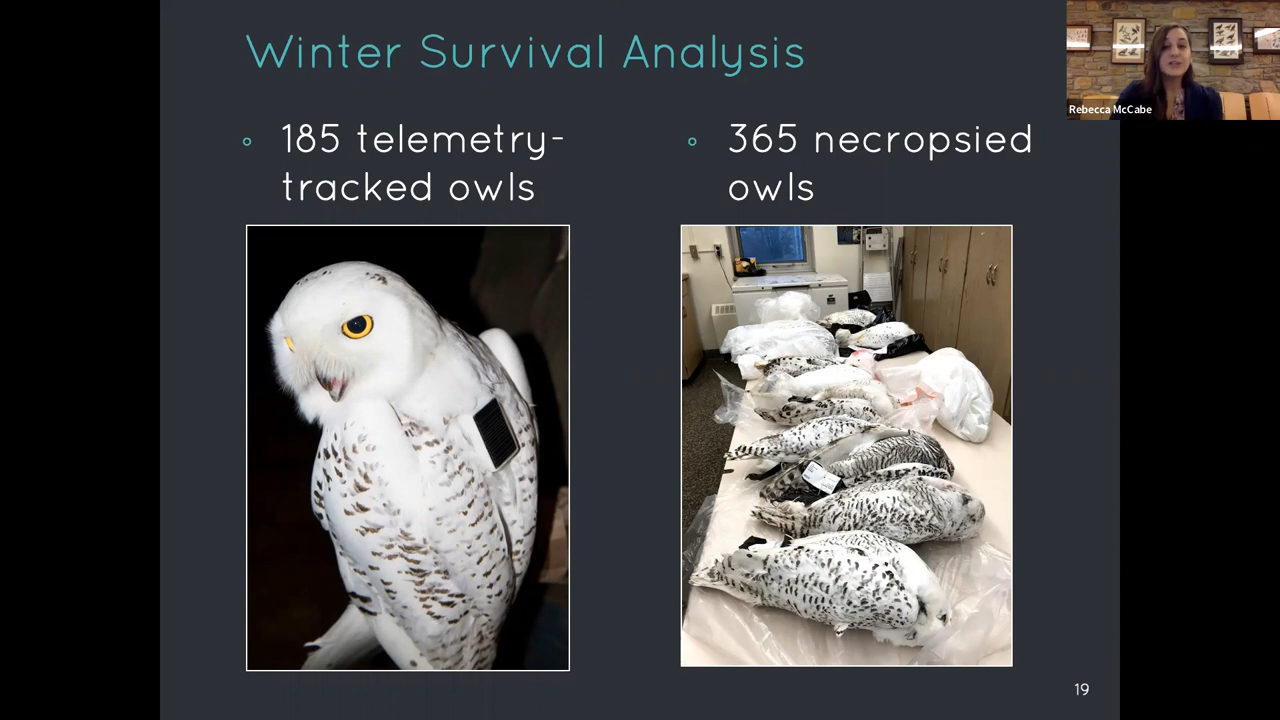 Winter Survival Analysis
185 telemetry-
tracked owls
365 necropsied
owls
Rebecca McCabe
19